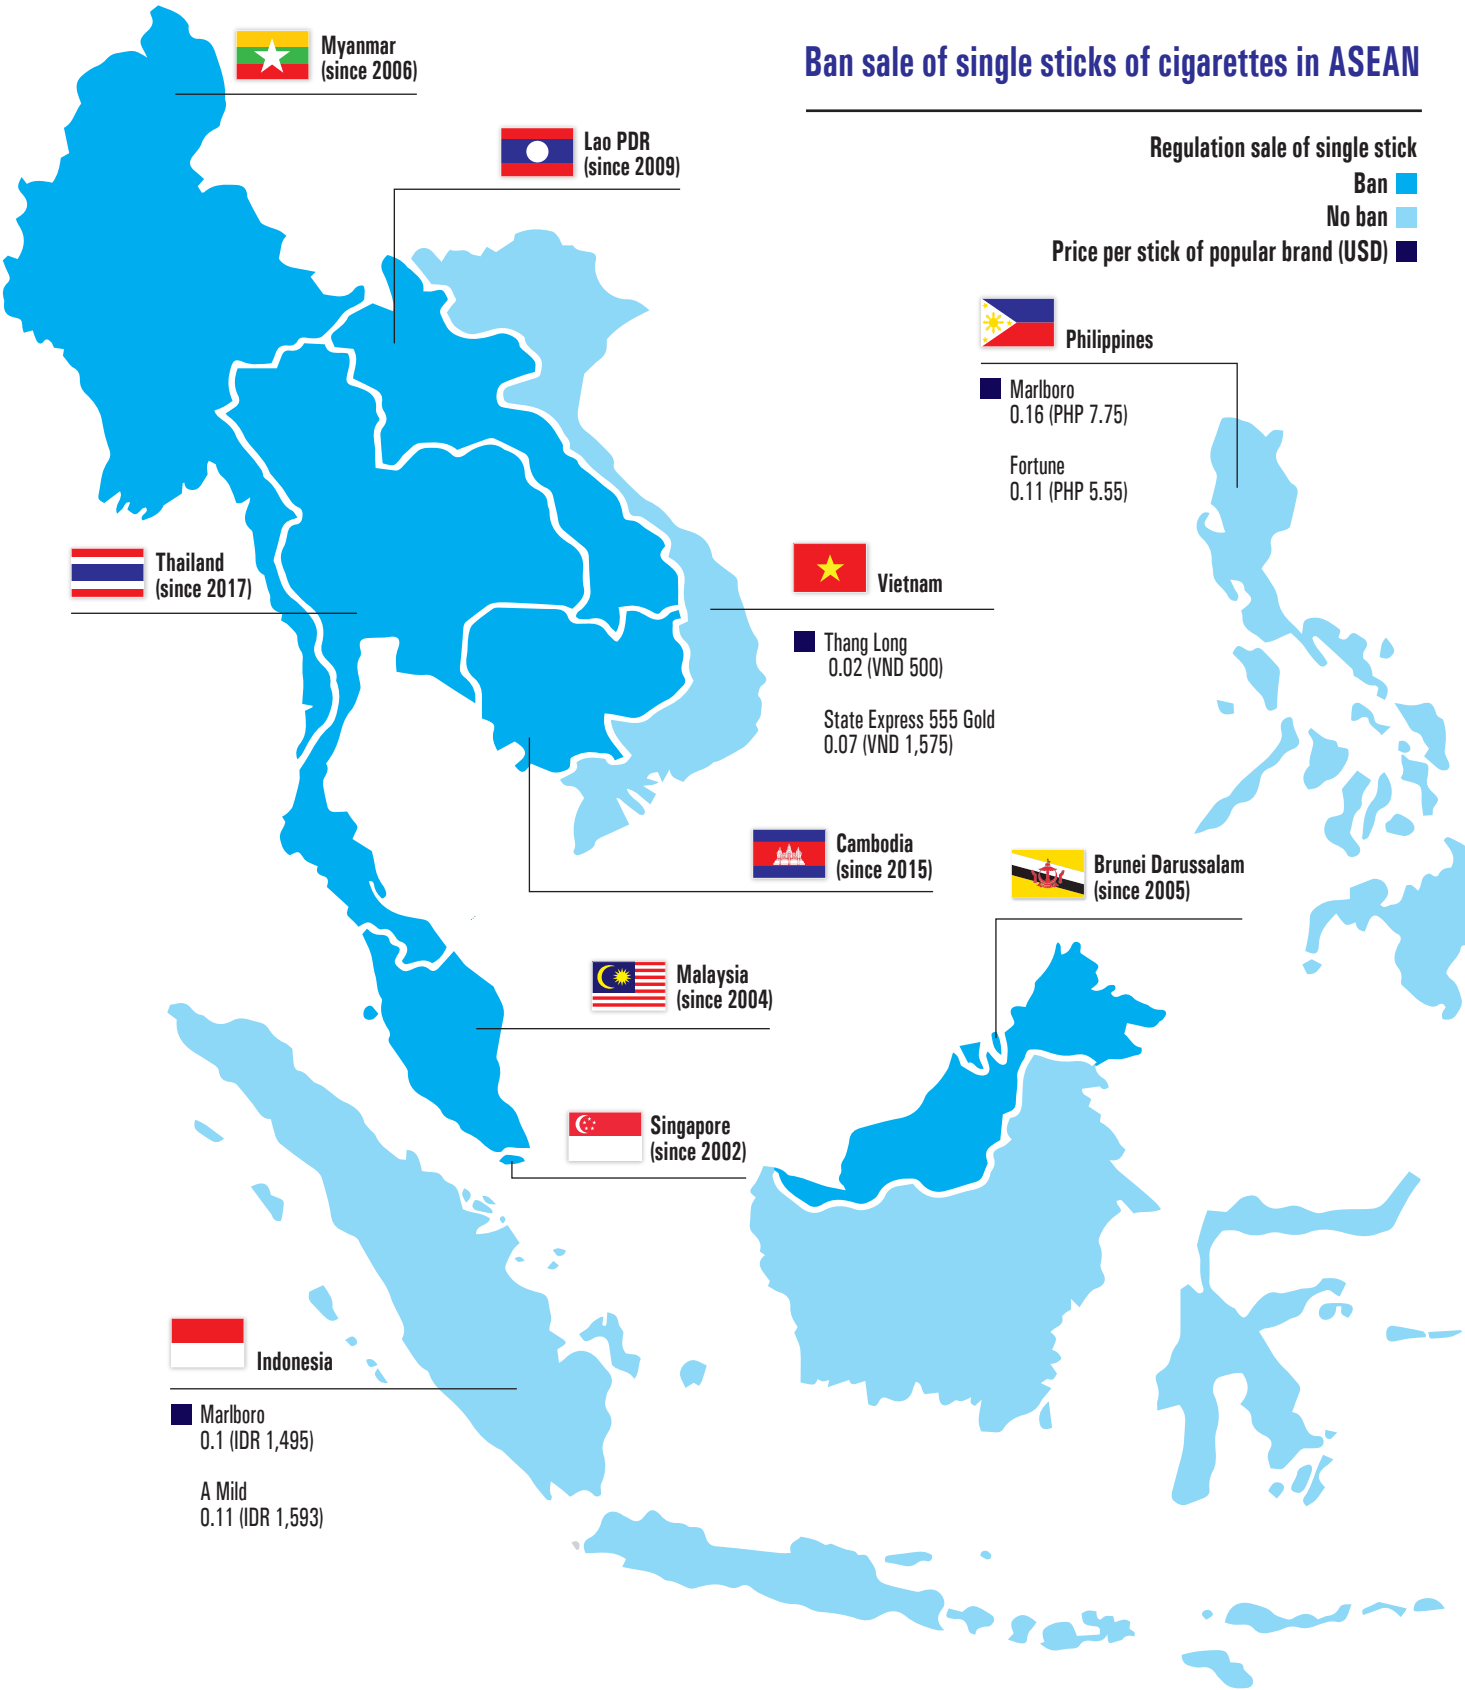 Ban sale of single sticks of cigarettes in ASEAN
Regulation sale of single stick
Ban
No ban
Price per stick of popular brand (USD)
Myanmar
(since 2006)
Lao PDR
(since 2009)
Philippines
Marlboro
0.16 (PHP 7.75)
Fortune
0.11 (PHP 5.55)
Thailand
(since 2017)
Vietnam
Thang Long
0.02 (VND 500)
State Express 555 Gold
0.07 (VND 1,575)
Cambodia
(since 2015)
Brunei Darussalam
(since 2005)
Malaysia
(since 2004)
Singapore
(since 2002)
Indonesia
Marlboro
0.1 (IDR 1,495)
A Mild
0.11 (IDR 1,593)